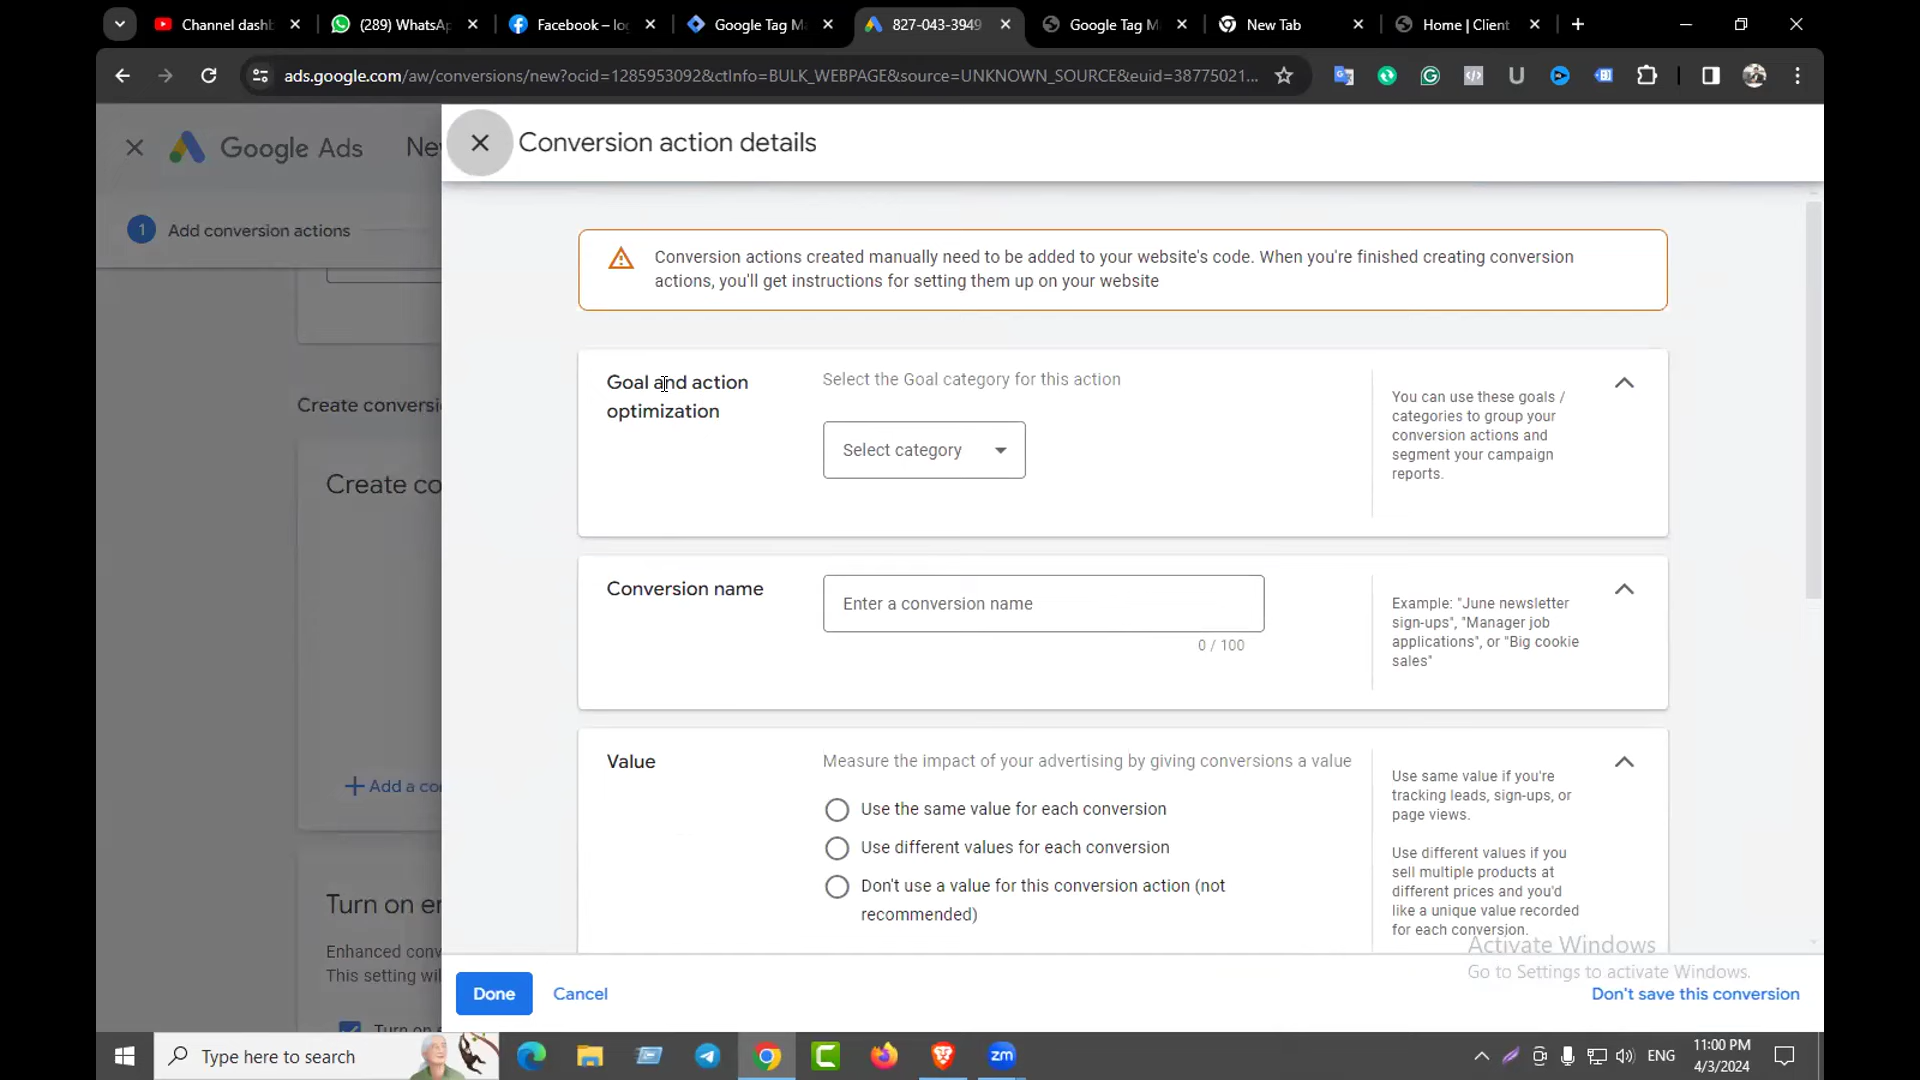 Channel dashb
(289) WhatsAp
Facebook – log
Google Tag Ma
827-043-3949
Google Tag M
New Tab
Home | Client
ads.google.com/aw/conversions/new?ocid=1285953092&ctInfo=BULK_WEBPAGE&source=UNKNOWN_SOURCE&euid=38775021...
Google Ads
New
Conversion action details
1 Add conversion actions
Conversion actions created manually need to be added to your website's code. When you're finished creating conversion
actions, you'll get instructions for setting them up on your website
Goal and action
optimization
Select the Goal category for this action
Select category
You can use these goals /
categories to group your
conversion actions and
segment your campaign
reports.
Create conversi
Create co
Conversion name
Enter a conversion name
0 / 100
Example: "June newsletter
sign-ups", "Manager job
applications", or "Big cookie
sales"
Value
Measure the impact of your advertising by giving conversions a value
Use the same value for each conversion
Use different values for each conversion
Don't use a value for this conversion action (not
recommended)
Use same value if you're
tracking leads, sign-ups, or
page views.
Use different values if you
sell multiple products at
different prices and you'd
like a unique value recorded
for each conversion.
+ Add a co
Turn on e
Enhanced conv
This setting wil
Turn on e
Activate Windows
Go to Settings to activate Windows.
Done
Cancel
Don't save this conversion
Type here to search
zm
ENG
11:00 PM
4/3/2024